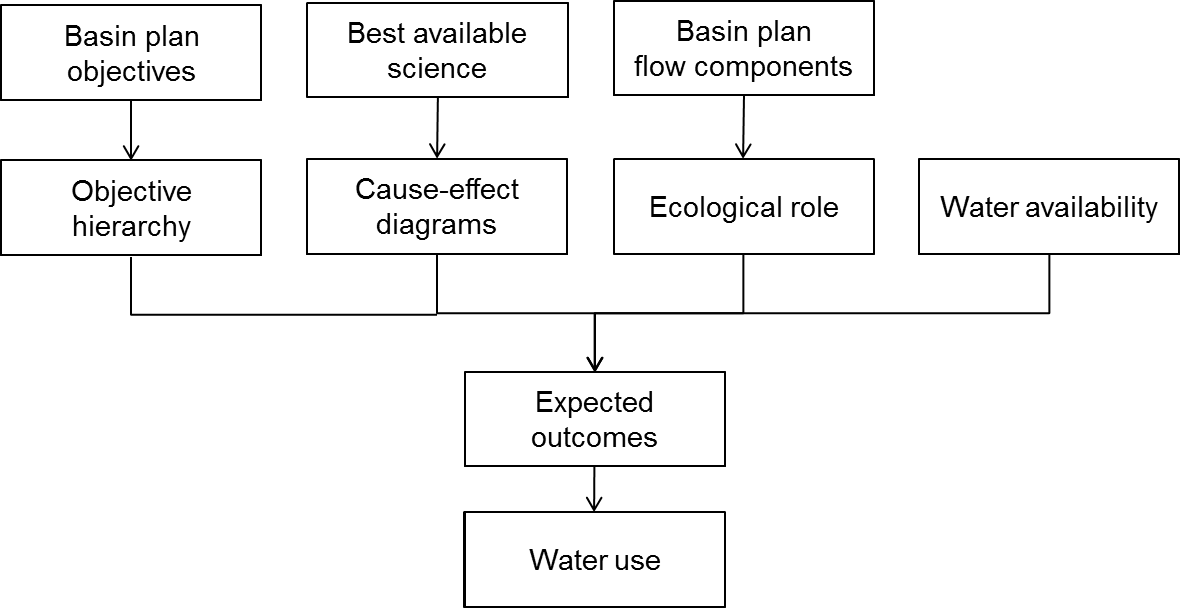 Basin plan
objectives
Best available
science
Basin plan
flow components
Objective
hierarchy
Cause-effect
diagrams
Ecological role
Water availability
Expected
outcomes
Water use